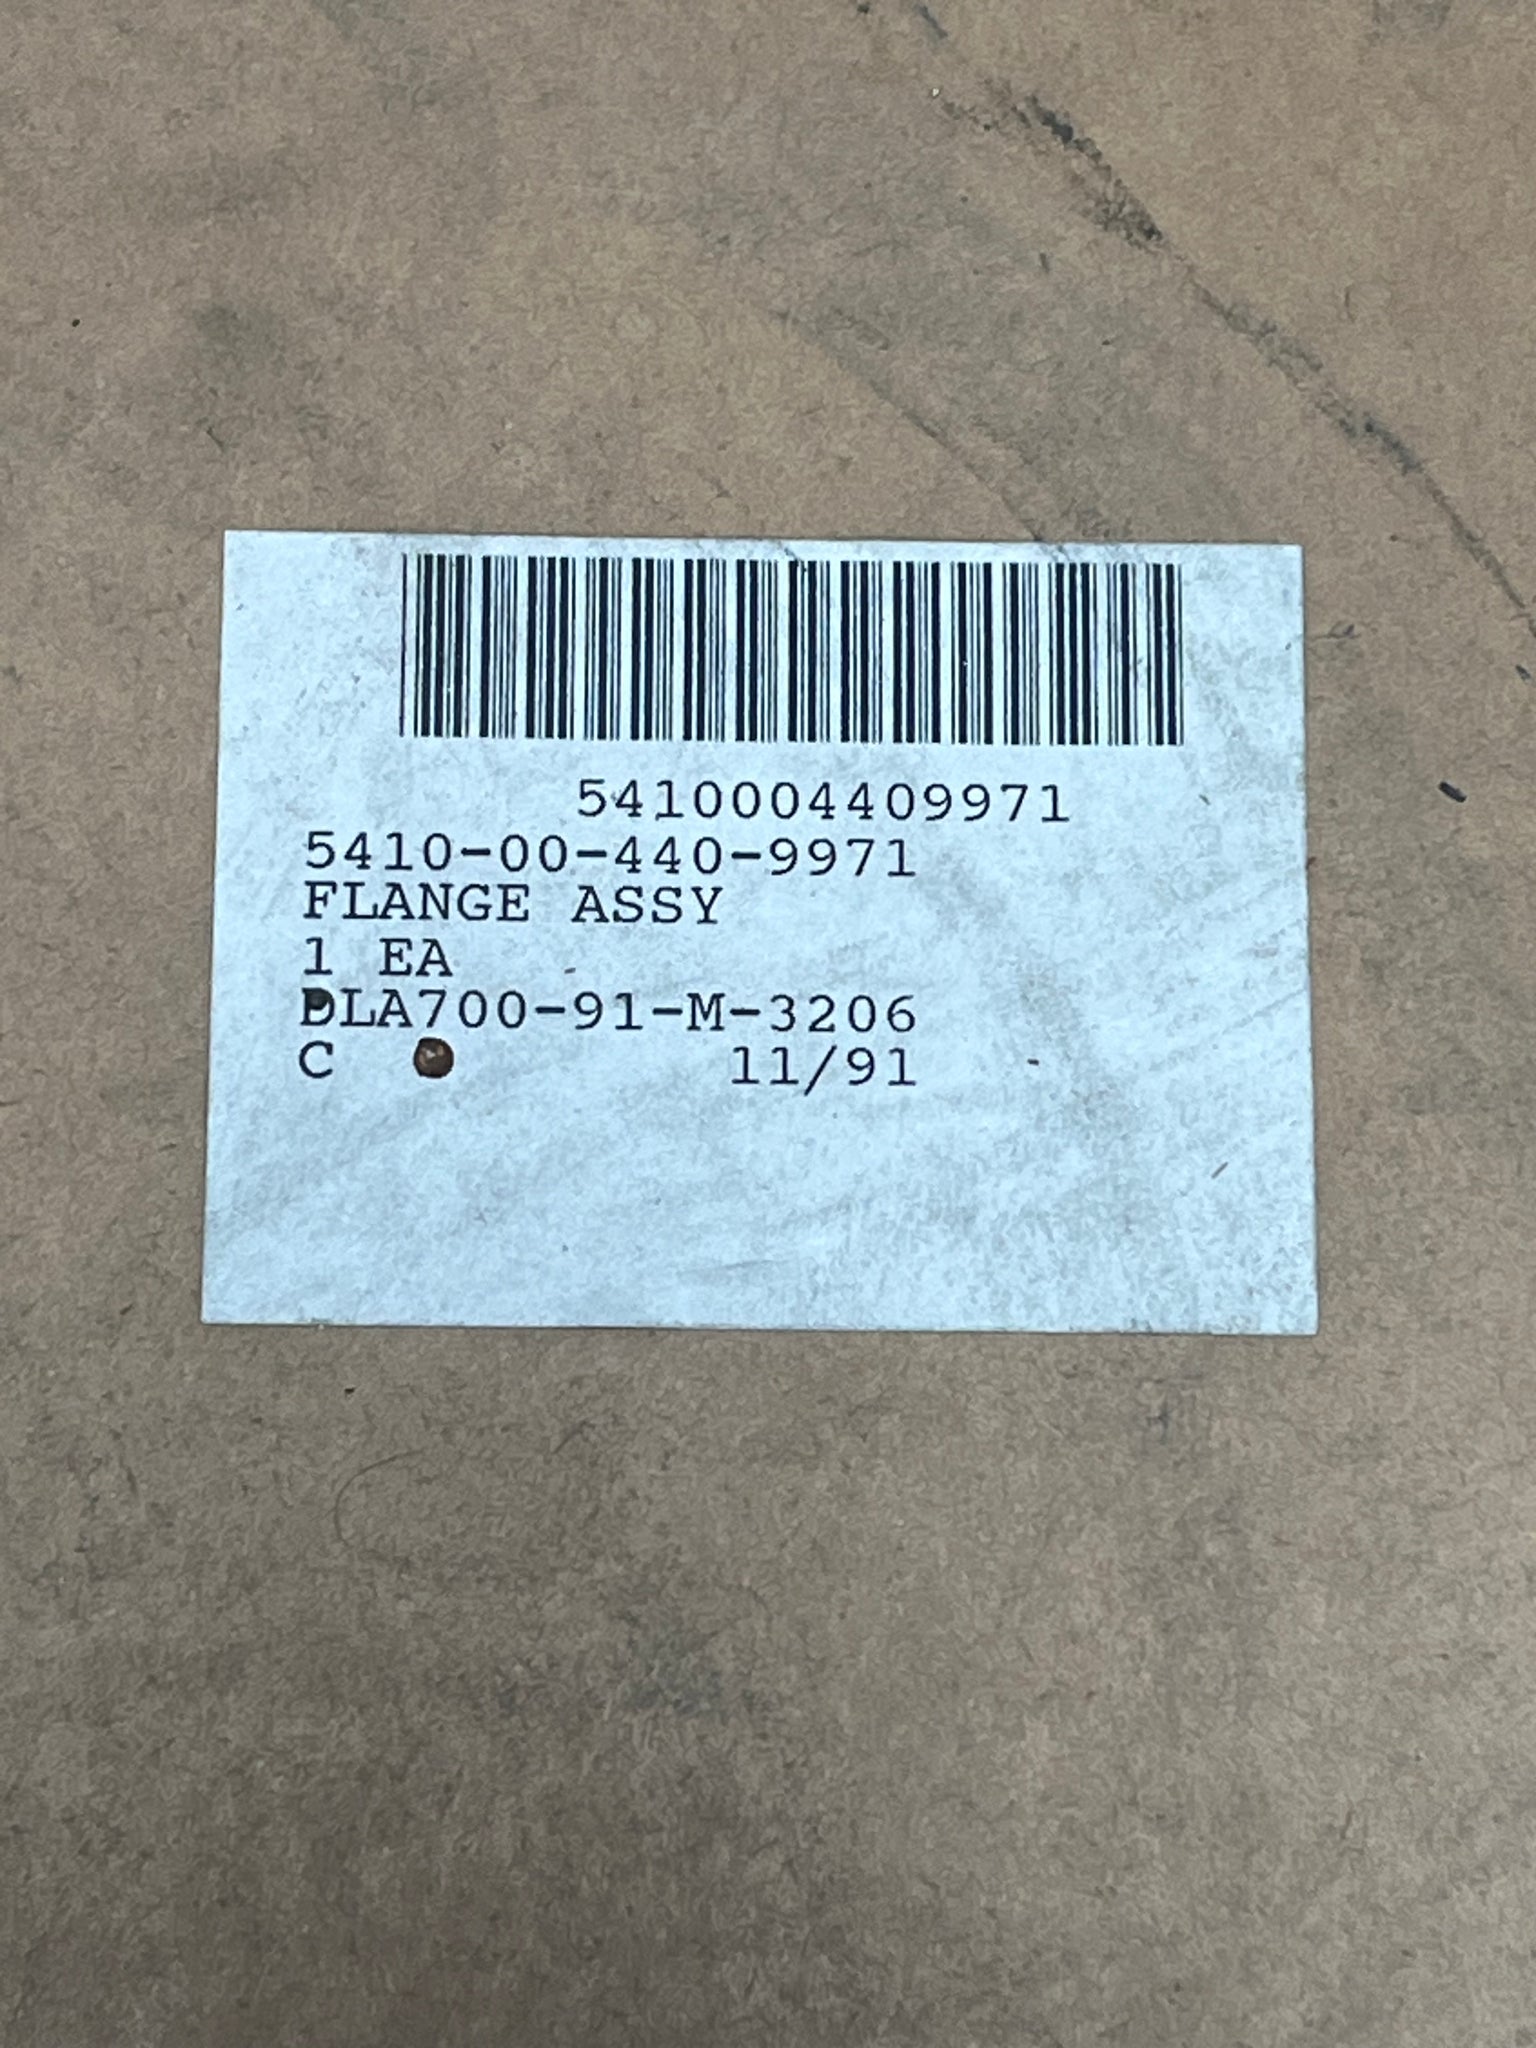 5410004409971
5410-00-440-9971
FLANGE ASSY
1 EA
DLA700-91-M-3206
C 11/91